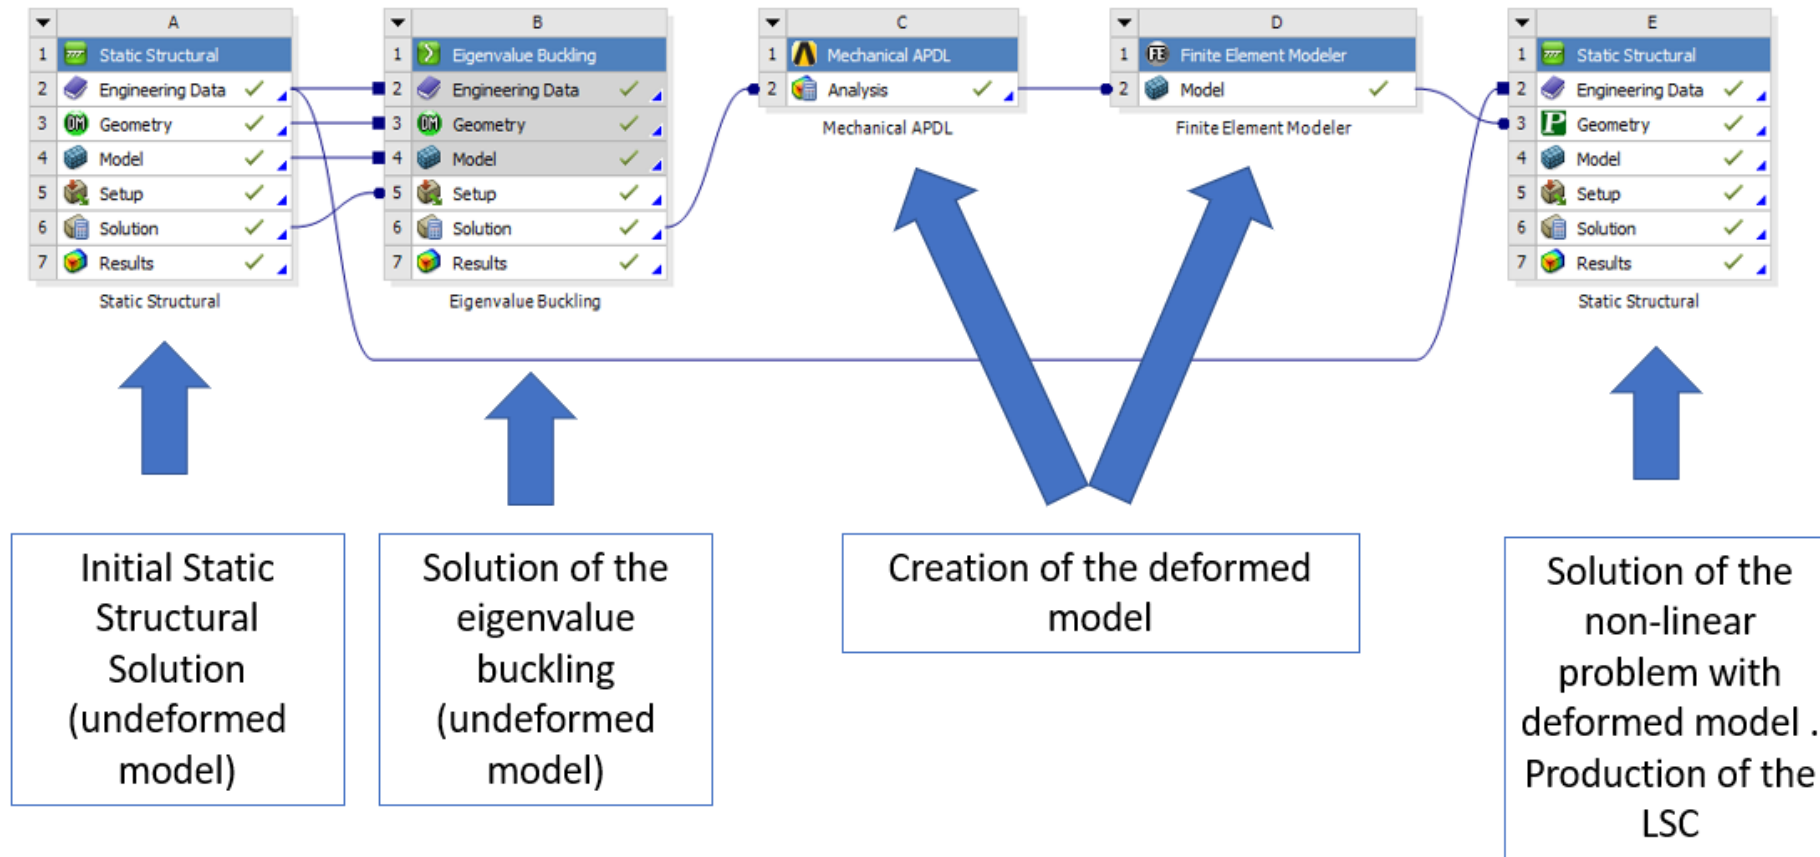 A
1 Static Structural
2 Engineering Data
3 Geometry
4 Model
5 Setup
6 Solution
7 Results
Static Structural
B
1 Eigenvalue Buckling
2 Engineering Data
3 Geometry
4 Model
5 Setup
6 Solution
7 Results
Eigenvalue Buckling
C
1 Mechanical APDL
2 Analysis
Mechanical APDL
D
1 FE Finite Element Modeler
2 Model
Finite Element Modeler
E
1 Static Structural
2 Engineering Data
3 P Geometry
4 Model
5 Setup
6 Solution
7 Results
Static Structural
Initial Static
Structural
Solution
(undeformed
model)
Solution of the
eigenvalue
buckling
(undeformed
model)
Creation of the deformed
model
Solution of the
non-linear
problem with
deformed model .
Production of the
LSC